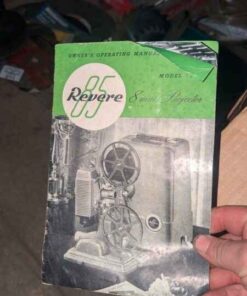 OWNER'S OPERATING MANUAL
MODEL
85
Revere
8mm Projector